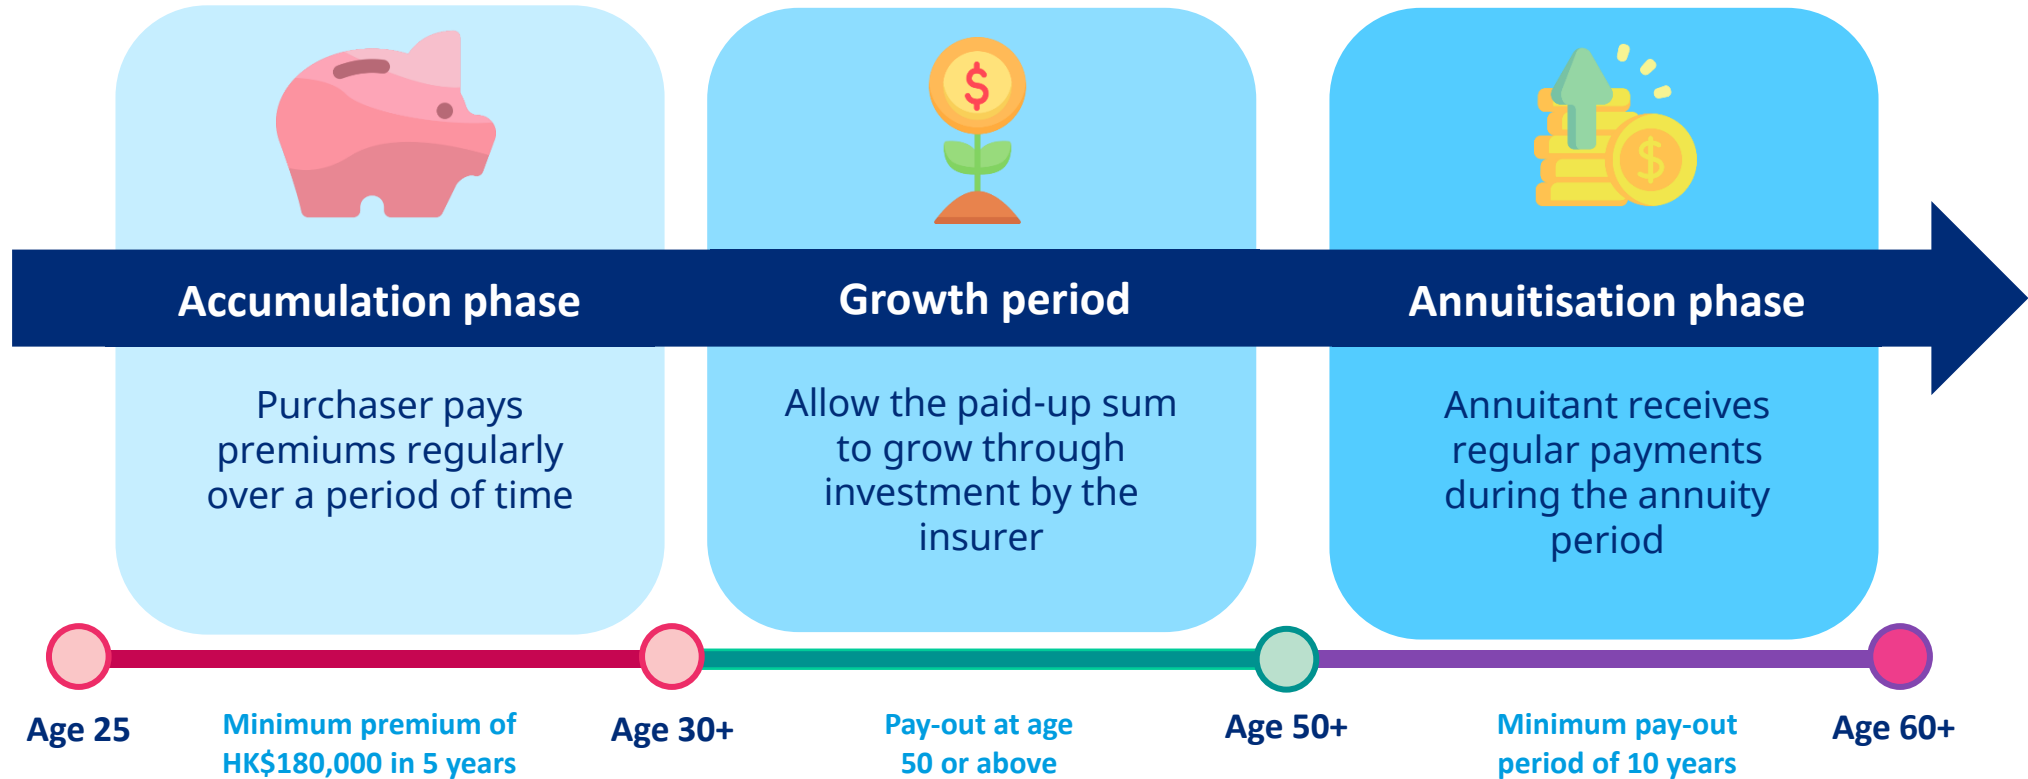 $
$
Accumulation phase
Growth period
Annuitisation phase
Purchaser pays
premiums regularly
over a period of time
Allow the paid-up sum
to grow through
investment by the
insurer
Annuitant receives
regular payments
during the annuity
period
Age 25
Minimum premium of
HK$180,000 in 5 years
Age 30+
Pay-out at age
50 or above
Age 50+
Minimum pay-out
period of 10 years
Age 60+